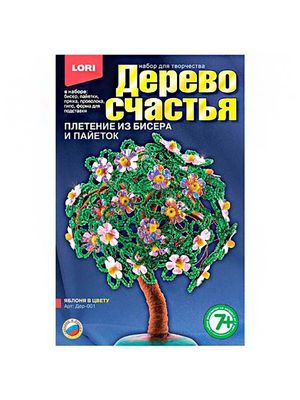 LORI
набор для творчества
Дерево
счастья
в наборе:
бисер, пайетки,
пряжа, проволока,
гипс, форма для
подставки
ПЛЕТЕНИЕ ИЗ БИСЕРА
И ПАЙЕТОК
ЯБЛОНЯ В ЦВЕТУ
Арт: Дер-001
7+